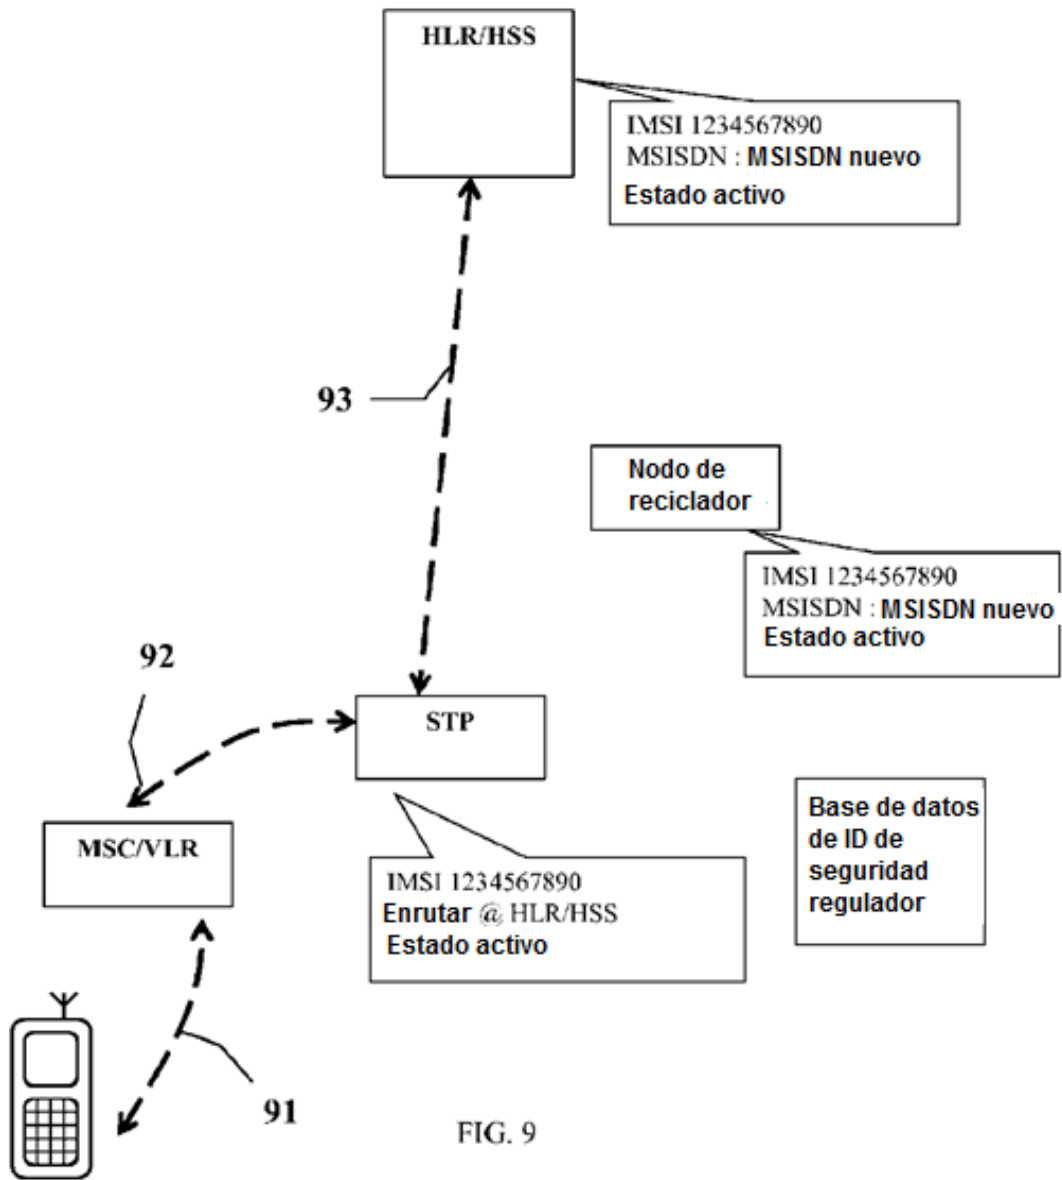 HLR/HSS
IMSI 1234567890
MSISDN : MSISDN nuevo
Estado activo
93
Nodo de
reciclador
IMSI 1234567890
MSISDN : MSISDN nuevo
Estado activo
92
STP
Base de datos
de ID de
seguridad
regulador
MSC/VLR
IMSI 1234567890
Enrutar @ HLR/HSS
Estado activo
91
FIG. 9